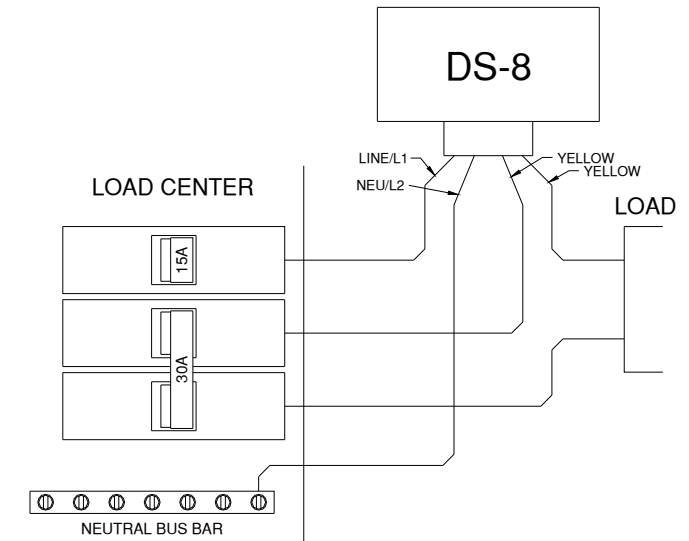 DS-8
LINE/L1
YELLOW
YELLOW
NEU/L2
LOAD CENTER
LOAD
15A
30A
NEUTRAL BUS BAR